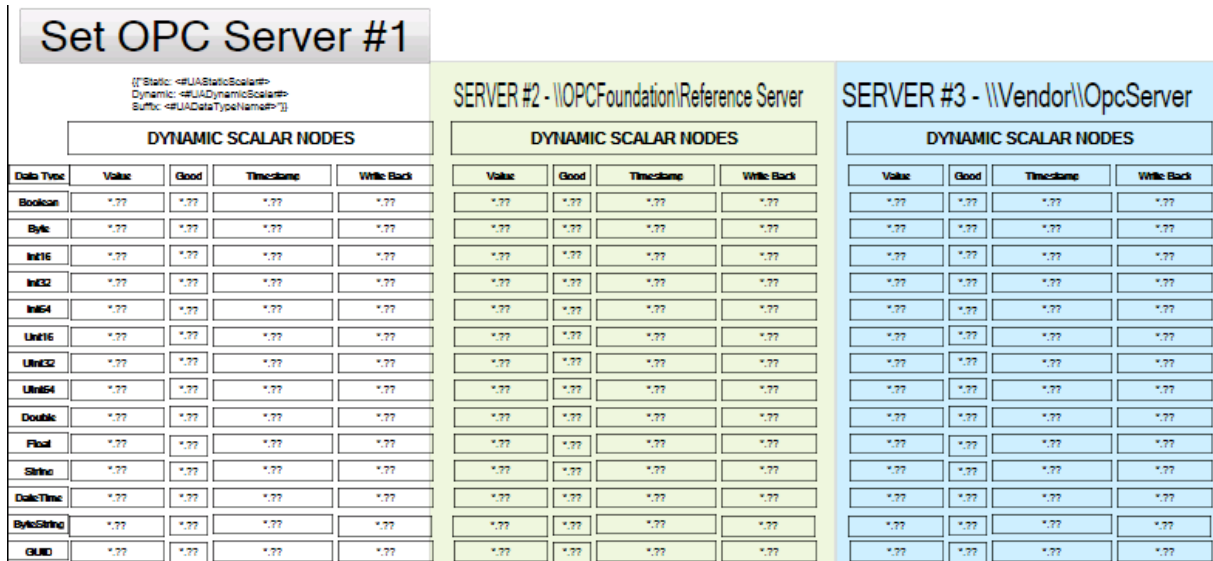 Set OPC Server #1
{{"Static: <#UAStaticScalar#>
Dynamic: <#UADynamicScalar#>
Suffix: <#UADataTypeName#>"}}
SERVER #2 - \\OPCFoundation\Reference Server
SERVER #3 - \\Vendor\\OpcServer
DYNAMIC SCALAR NODES DYNAMIC SCALAR NODES DYNAMIC SCALAR NODES
Data Type Value Good Timestamp Write Back Value Good Timestamp Write Back Value Good Timestamp Write Back
Boolean *.?? *.?? *.?? *.?? *.?? *.?? *.?? *.?? *.?? *.?? *.?? *.??
Byte *.?? *.?? *.?? *.?? *.?? *.?? *.?? *.?? *.?? *.?? *.?? *.??
Int16 *.?? *.?? *.?? *.?? *.?? *.?? *.?? *.?? *.?? *.?? *.?? *.??
Int32 *.?? *.?? *.?? *.?? *.?? *.?? *.?? *.?? *.?? *.?? *.?? *.??
Int64 *.?? *.?? *.?? *.?? *.?? *.?? *.?? *.?? *.?? *.?? *.?? *.??
UInt16 *.?? *.?? *.?? *.?? *.?? *.?? *.?? *.?? *.?? *.?? *.?? *.??
UInt32 *.?? *.?? *.?? *.?? *.?? *.?? *.?? *.?? *.?? *.?? *.?? *.??
UInt64 *.?? *.?? *.?? *.?? *.?? *.?? *.?? *.?? *.?? *.?? *.?? *.??
Double *.?? *.?? *.?? *.?? *.?? *.?? *.?? *.?? *.?? *.?? *.?? *.??
Float *.?? *.?? *.?? *.?? *.?? *.?? *.?? *.?? *.?? *.?? *.?? *.??
String *.?? *.?? *.?? *.?? *.?? *.?? *.?? *.?? *.?? *.?? *.?? *.??
DateTime *.?? *.?? *.?? *.?? *.?? *.?? *.?? *.?? *.?? *.?? *.?? *.??
ByteString *.?? *.?? *.?? *.?? *.?? *.?? *.?? *.?? *.?? *.?? *.?? *.??
GUID *.?? *.?? *.?? *.?? *.?? *.?? *.?? *.?? *.?? *.?? *.?? *.??